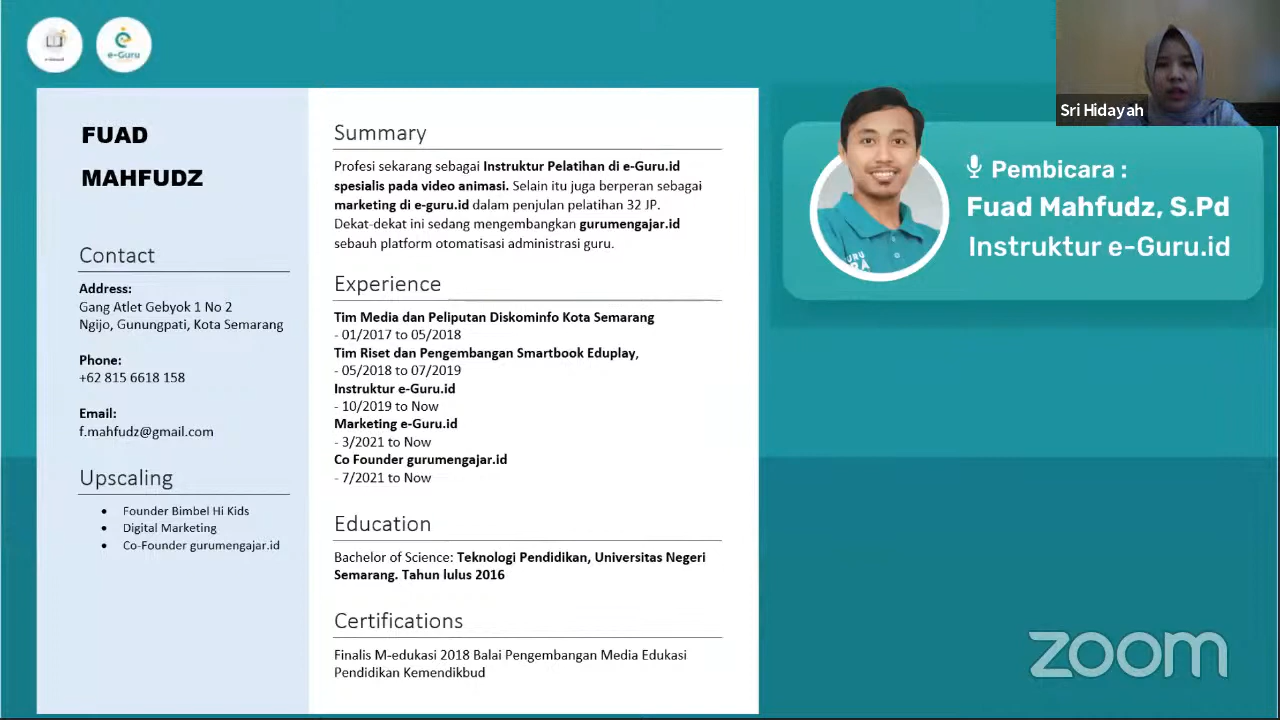 e-Guru
FUAD
MAHFUDZ
Contact
Address:
Gang Atlet Gebyok 1 No 2
Ngijo, Gunungpati, Kota Semarang
Phone:
+62 815 6618 158
Email:
f.mahfudz@gmail.com
Upscaling
• Founder Bimbel Hi Kids
• Digital Marketing
• Co-Founder gurumengajar.id
Summary
Profesi sekarang sebagai Instruktur Pelatihan di e-Guru.id
spesialis pada video animasi. Selain itu juga berperan sebagai
marketing di e-guru.id dalam penjulan pelatihan 32 JP.
Dekat-dekat ini sedang mengembangkan gurumengajar.id
sebauh platform otomatisasi administrasi guru.
Experience
Tim Media dan Peliputan Diskominfo Kota Semarang
- 01/2017 to 05/2018
Tim Riset dan Pengembangan Smartbook Eduplay,
- 05/2018 to 07/2019
Instruktur e-Guru.id
- 10/2019 to Now
Marketing e-Guru.id
- 3/2021 to Now
Co Founder gurumengajar.id
- 7/2021 to Now
Education
Bachelor of Science: Teknologi Pendidikan, Universitas Negeri
Semarang. Tahun lulus 2016
Certifications
Finalis M-edukasi 2018 Balai Pengembangan Media Edukasi
Pendidikan Kemendikbud
Sri Hidayah
Pembicara :
Fuad Mahfudz, S.Pd
Instruktur e-Guru.id
zoom